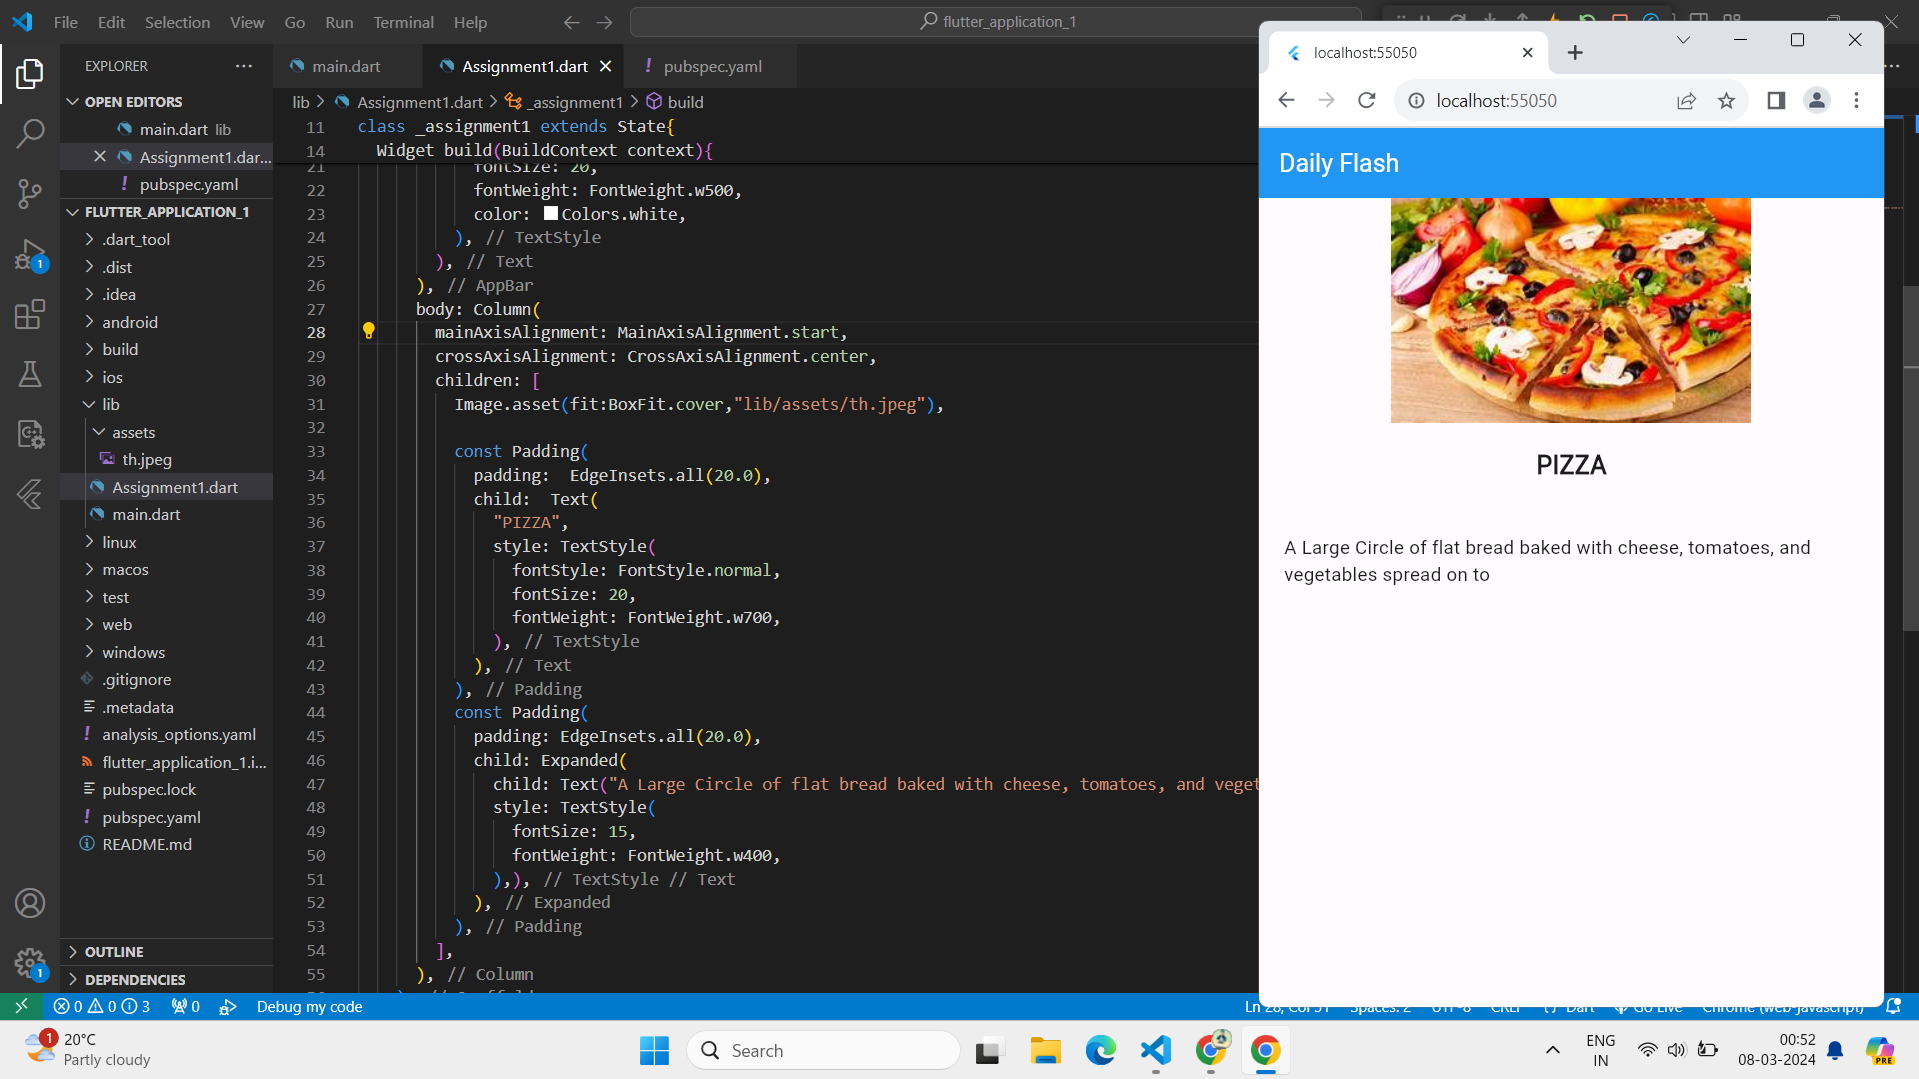 File Edit Selection View Go Run Terminal Help
flutter_application_1
EXPLORER
OPEN EDITORS
main.dart lib
Assignment1.dar...
pubspec.yaml
FLUTTER_APPLICATION_1
.dart_tool
.dist
.idea
android
build
ios
lib
assets
th.jpeg
Assignment1.dart
main.dart
linux
macos
test
web
windows
.gitignore
.metadata
analysis_options.yaml
flutter_application_1.i...
pubspec.lock
pubspec.yaml
README.md
OUTLINE
DEPENDENCIES
1
1
main.dart
Assignment1.dart
pubspec.yaml
lib > Assignment1.dart > _assignment1 > build
11 class _assignment1 extends State{
14 Widget build(BuildContext context){
21 fontSize: 20,
22 fontWeight: FontWeight.w500,
23 color: Colors.white,
24 ), // TextStyle
25 ), // Text
26 ), // AppBar
27 body: Column(
28 mainAxisAlignment: MainAxisAlignment.start,
29 crossAxisAlignment: CrossAxisAlignment.center,
30 children: [
31 Image.asset(fit:BoxFit.cover,"lib/assets/th.jpeg"),
32
33 const Padding(
34 padding:  EdgeInsets.all(20.0),
35 child:  Text(
36 "PIZZA",
37 style: TextStyle(
38 fontStyle: FontStyle.normal,
39 fontSize: 20,
40 fontWeight: FontWeight.w700,
41 ), // TextStyle
42 ), // Text
43 ), // Padding
44 const Padding(
45 padding: EdgeInsets.all(20.0),
46 child: Expanded(
47 child: Text("A Large Circle of flat bread baked with cheese, tomatoes, and veget
48 style: TextStyle(
49 fontSize: 15,
50 fontWeight: FontWeight.w400,
51 ),), // TextStyle // Text
52 ), // Expanded
53 ), // Padding
54 ],
55 ), // Column
localhost:55050
localhost:55050
Daily Flash
PIZZA
A Large Circle of flat bread baked with cheese, tomatoes, and
vegetables spread on to
0 0 3 0 Debug my code
Ln 28, Col 51 Spaces: 2 UTF-8 CRLF {} Dart Go Live Chrome (web-javascript)
1
20°C
Partly cloudy
Search
ENG
IN
00:52
08-03-2024
PRE